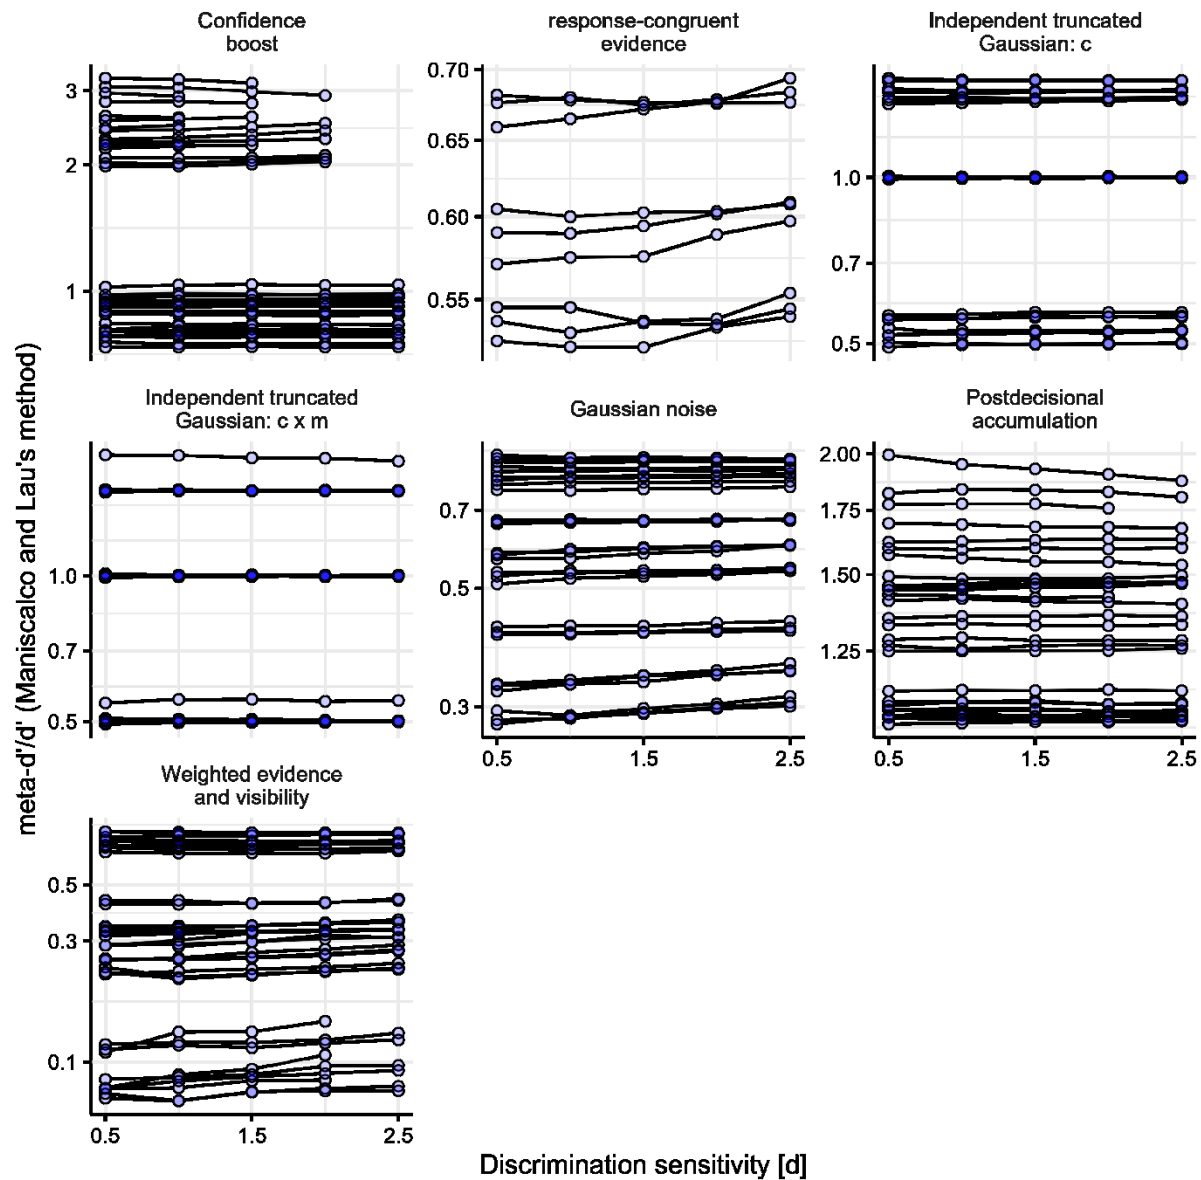 Confidence
boost
response-congruent
evidence
Independent truncated
Gaussian: c
3
2
1
0.70
0.65
0.60
0.55
1.0
0.7
0.5
Independent truncated
Gaussian: c x m
Gaussian noise
Postdecisional
accumulation
1.0
0.7
0.5
0.7
0.5
0.3
0.5
1.5
2.5
2.00
1.75
1.50
1.25
0.5
1.5
2.5
Weighted evidence
and visibility
0.5
0.3
0.1
0.5
1.5
2.5
meta-d'/d' (Maniscalco and Lau's method)
Discrimination sensitivity [d]